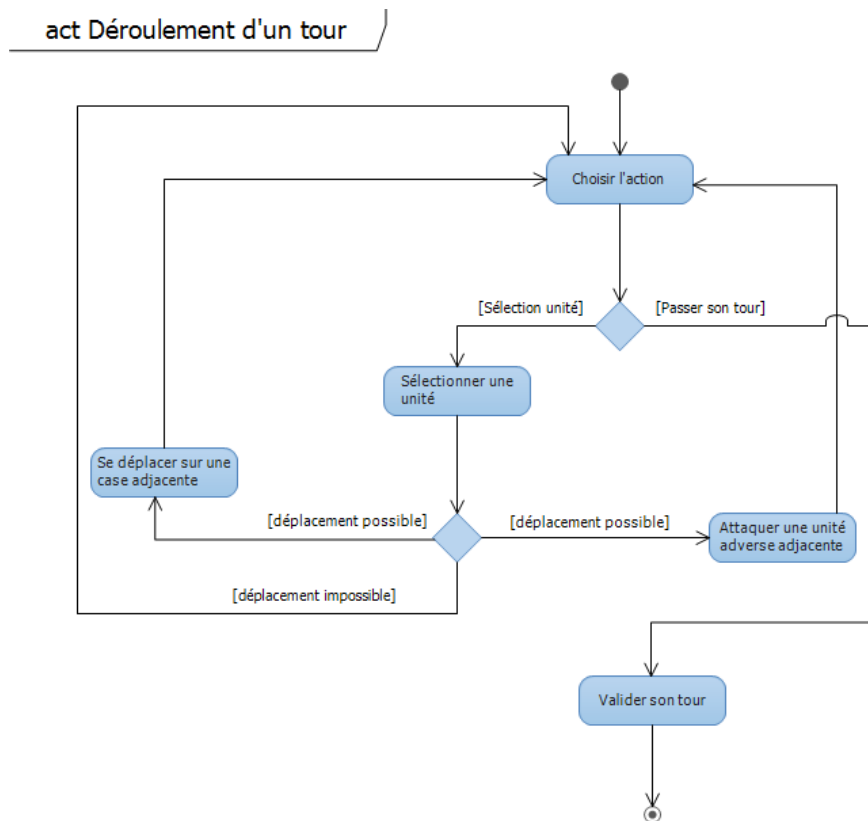 act Déroulement d'un tour
Choisir l'action
[Sélection unité]
[Passer son tour]
Sélectionner une
unité
Se déplacer sur une
case adjacente
[déplacement possible]
[déplacement possible]
Attaquer une unité
adverse adjacente
[déplacement impossible]
Valider son tour